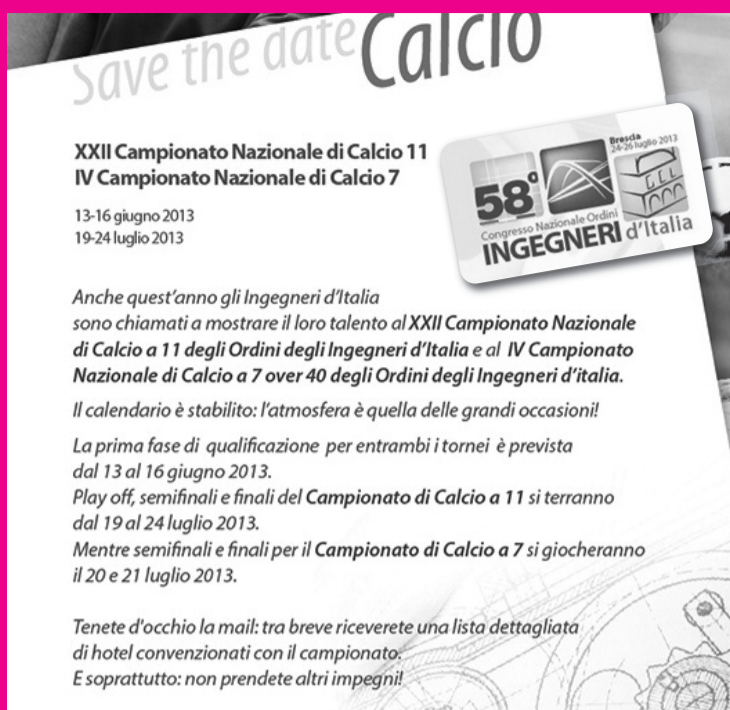 Save the date Calcio
XXII Campionato Nazionale di Calcio 11
IV Campionato Nazionale di Calcio 7
13-16 giugno 2013
19-24 luglio 2013
Brescia
24-26 luglio 2013
58°
Congresso Nazionale Ordini
INGEGNERI d'Italia
Anche quest'anno gli Ingegneri d'Italia
sono chiamati a mostrare il loro talento al XXII Campionato Nazionale
di Calcio a 11 degli Ordini degli Ingegneri d'Italia e al IV Campionato
Nazionale di Calcio a 7 over 40 degli Ordini degli Ingegneri d'italia.
Il calendario è stabilito: l'atmosfera è quella delle grandi occasioni!
La prima fase di qualificazione per entrambi i tornei è prevista
dal 13 al 16 giugno 2013.
Play off, semifinali e finali del Campionato di Calcio a 11 si terranno
dal 19 al 24 luglio 2013.
Mentre semifinali e finali per il Campionato di Calcio a 7 si giocheranno
il 20 e 21 luglio 2013.
Tenete d'occhio la mail: tra breve riceverete una lista dettagliata
di hotel convenzionati con il campionato.
E soprattutto: non prendete altri impegni!